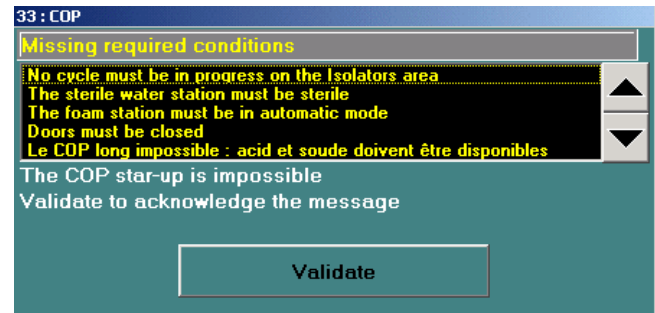 33 : COP
Missing required conditions
No cycle must be in progress on the Isolators area
The sterile water station must be sterile
The foam station must be in automatic mode
Doors must be closed
Le COP long impossible : acid et soude doivent être disponibles
The COP star-up is impossible
Validate to acknowledge the message
Validate